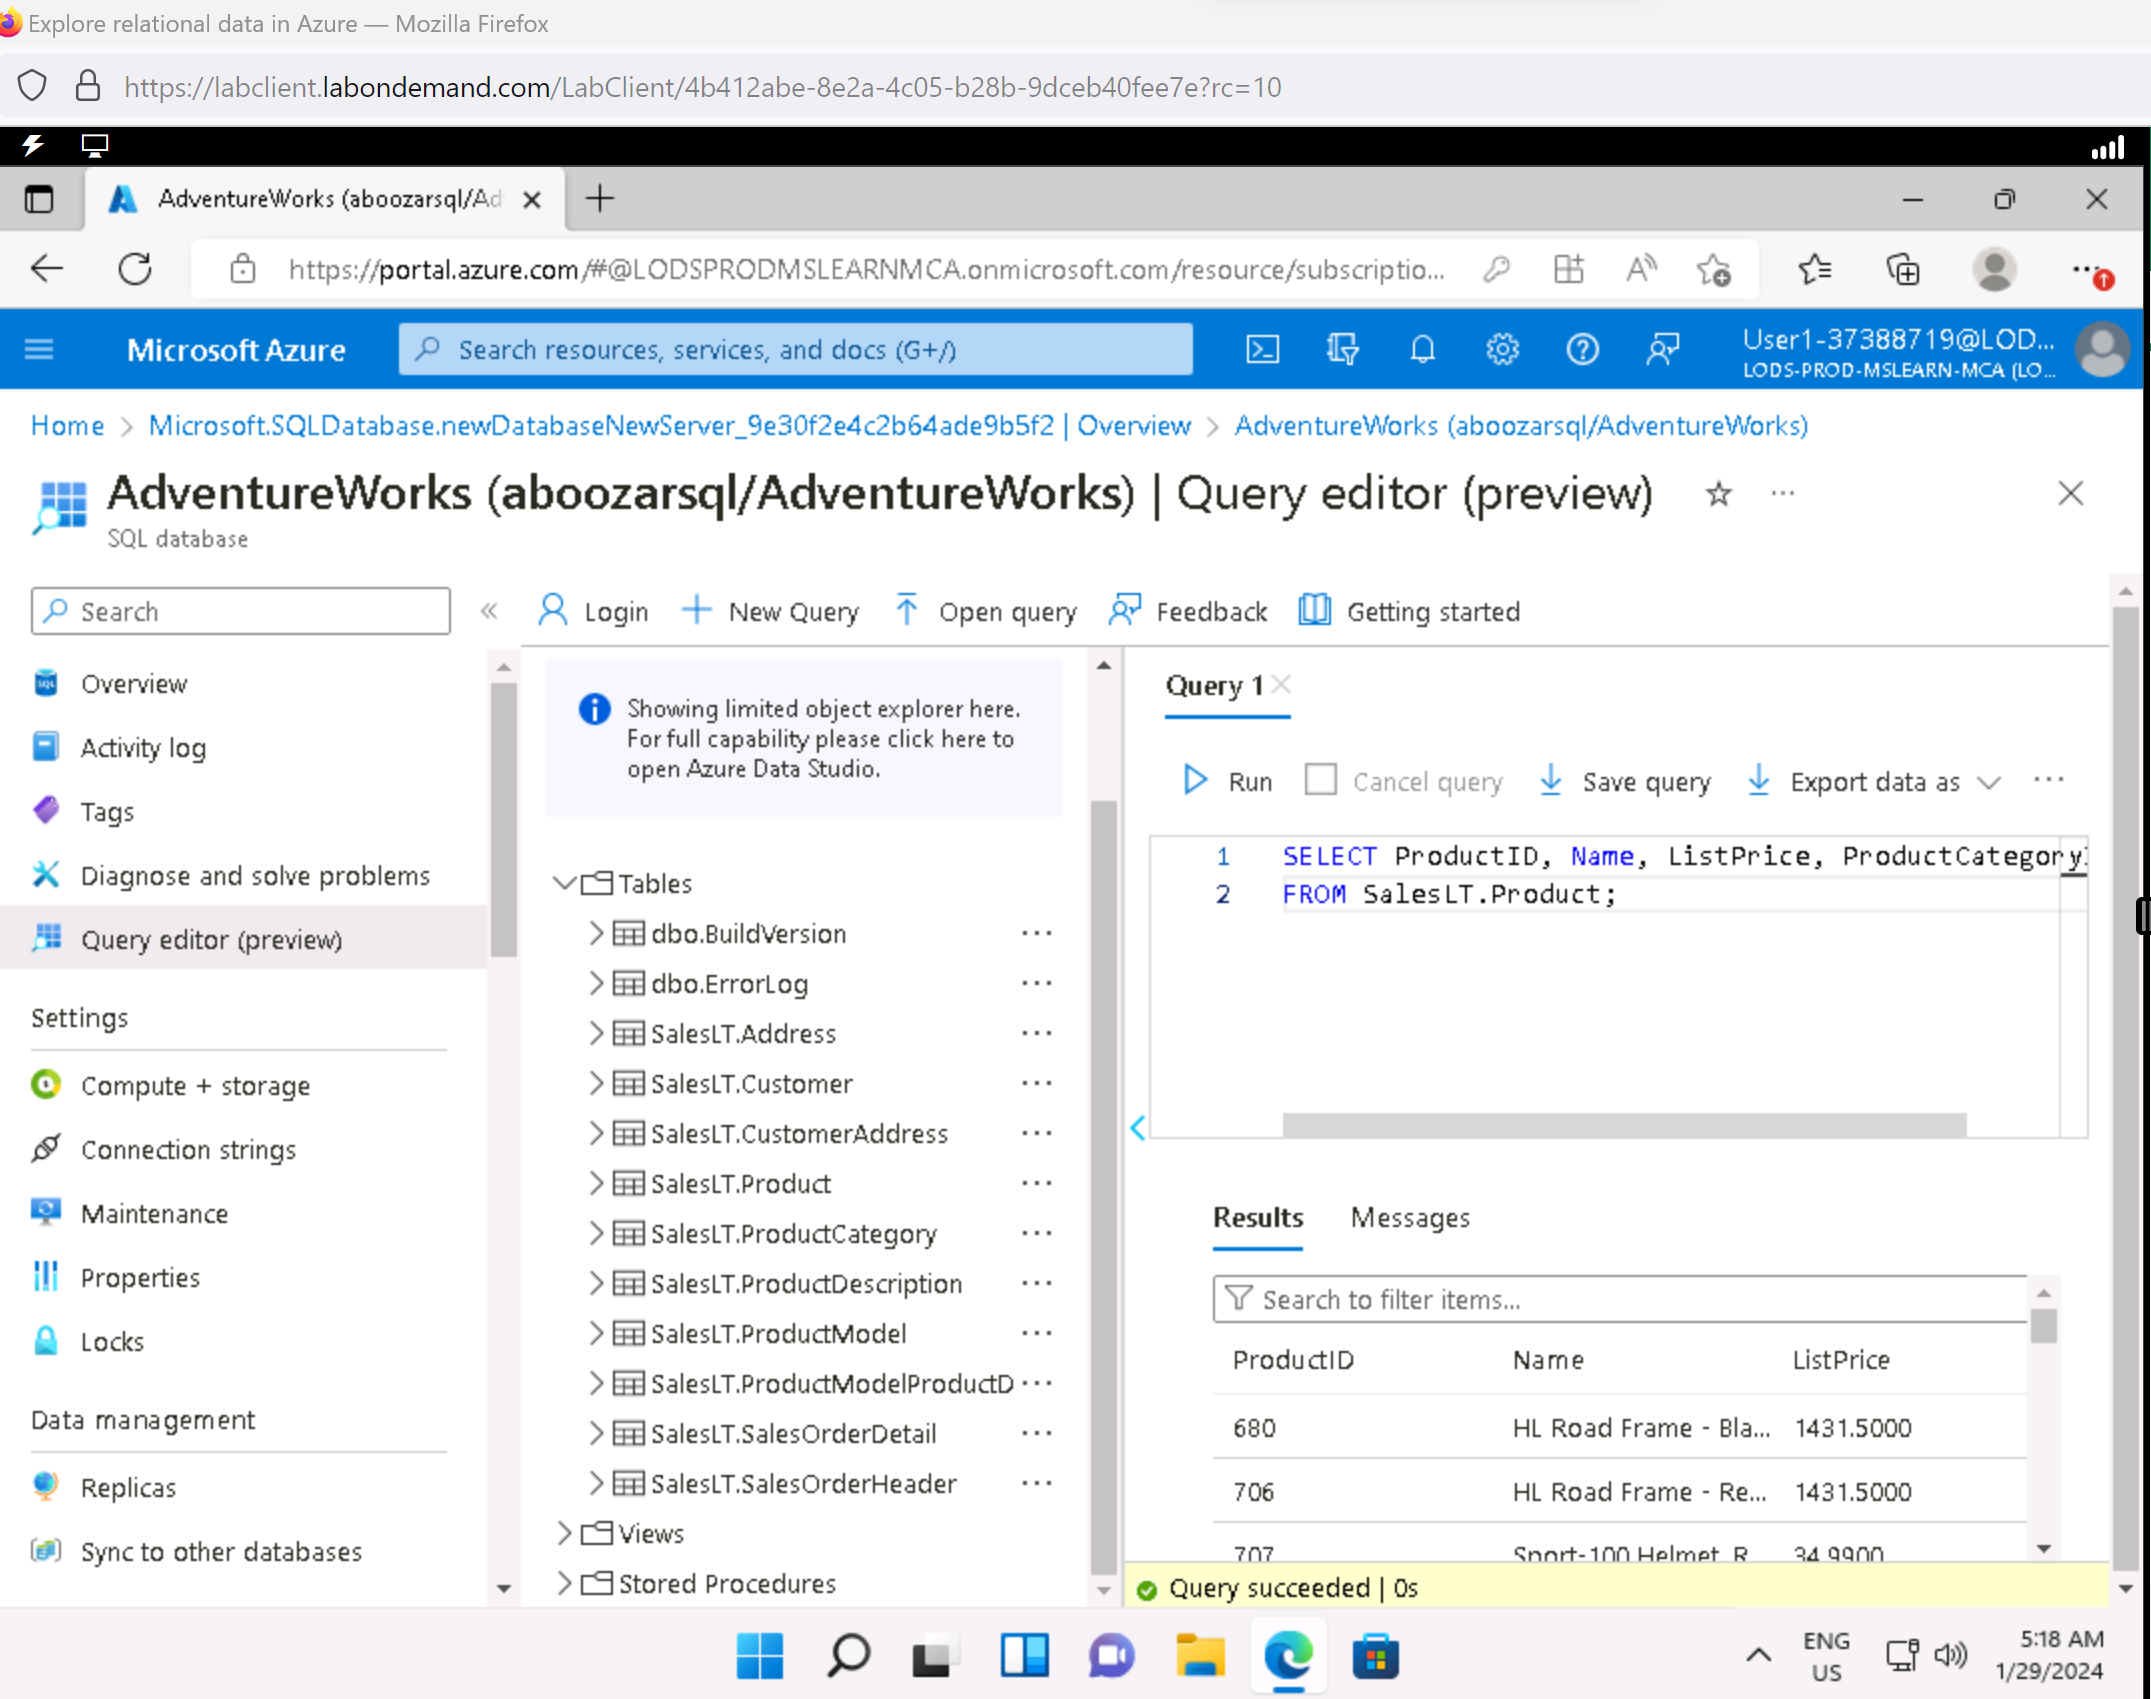 Explore relational data in Azure — Mozilla Firefox
https://labclient.labondemand.com/LabClient/4b412abe-8e2a-4c05-b28b-9dceb40fee7e?rc=10
AdventureWorks (aboozarsql/Ad
https://portal.azure.com/#@LODSPRODMSLEARNMCA.onmicrosoft.com/resource/subscriptio...
Microsoft Azure
Search resources, services, and docs (G+/)
User1-37388719@LOD...
LODS-PROD-MSLEARN-MCA (LO...
Home > Microsoft.SQLDatabase.newDatabaseNewServer_9e30f2e4c2b64ade9b5f2 | Overview > AdventureWorks (aboozarsql/AdventureWorks)
AdventureWorks (aboozarsql/AdventureWorks) | Query editor (preview)
SQL database
Search
Overview
Activity log
Tags
Diagnose and solve problems
Query editor (preview)
Settings
Compute + storage
Connection strings
Maintenance
Properties
Locks
Data management
Replicas
Sync to other databases
Login
New Query
Open query
Feedback
Getting started
Showing limited object explorer here.
For full capability please click here to
open Azure Data Studio.
Tables
dbo.BuildVersion
dbo.ErrorLog
SalesLT.Address
SalesLT.Customer
SalesLT.CustomerAddress
SalesLT.Product
SalesLT.ProductCategory
SalesLT.ProductDescription
SalesLT.ProductModel
SalesLT.ProductModelProductD
SalesLT.SalesOrderDetail
SalesLT.SalesOrderHeader
Views
Stored Procedures
Query 1
Run
Cancel query
Save query
Export data as
1 SELECT ProductID, Name, ListPrice, ProductCategory
2 FROM SalesLT.Product;
Results Messages
Search to filter items...
ProductID Name ListPrice
680 HL Road Frame - Bla... 1431.5000
706 HL Road Frame - Re... 1431.5000
707 Sport-100 Helmet, R... 34.9900
Query succeeded | 0s
ENG
US
5:18 AM
1/29/2024